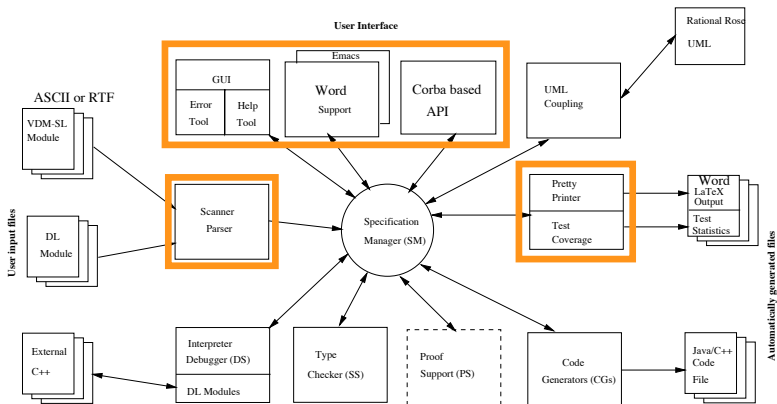 User Interface
Rational Rose
UML
Emacs
GUI
Error
Tool
Help
Tool
Word
Support
Corba based
API
UML
Coupling
ASCII or RTF
VDM-SL
Module
Scanner
Parser
Specification
Manager (SM)
Pretty
Printer
Test
Coverage
Word
LaTeX
Output
Test
Statistics
DL
Module
User input files
Automatically generated files
External
C++
Interpreter
Debugger (DS)
DL Modules
Type
Checker (SS)
Proof
Support (PS)
Code
Generators (CGs)
Java/C++
Code
File